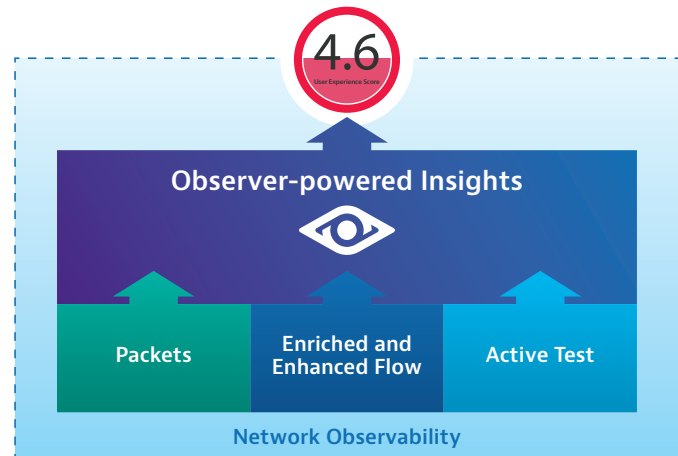 4.6
User Experience Score
Observer-powered Insights
Packets
Enriched and
Enhanced Flow
Active Test
Network Observability